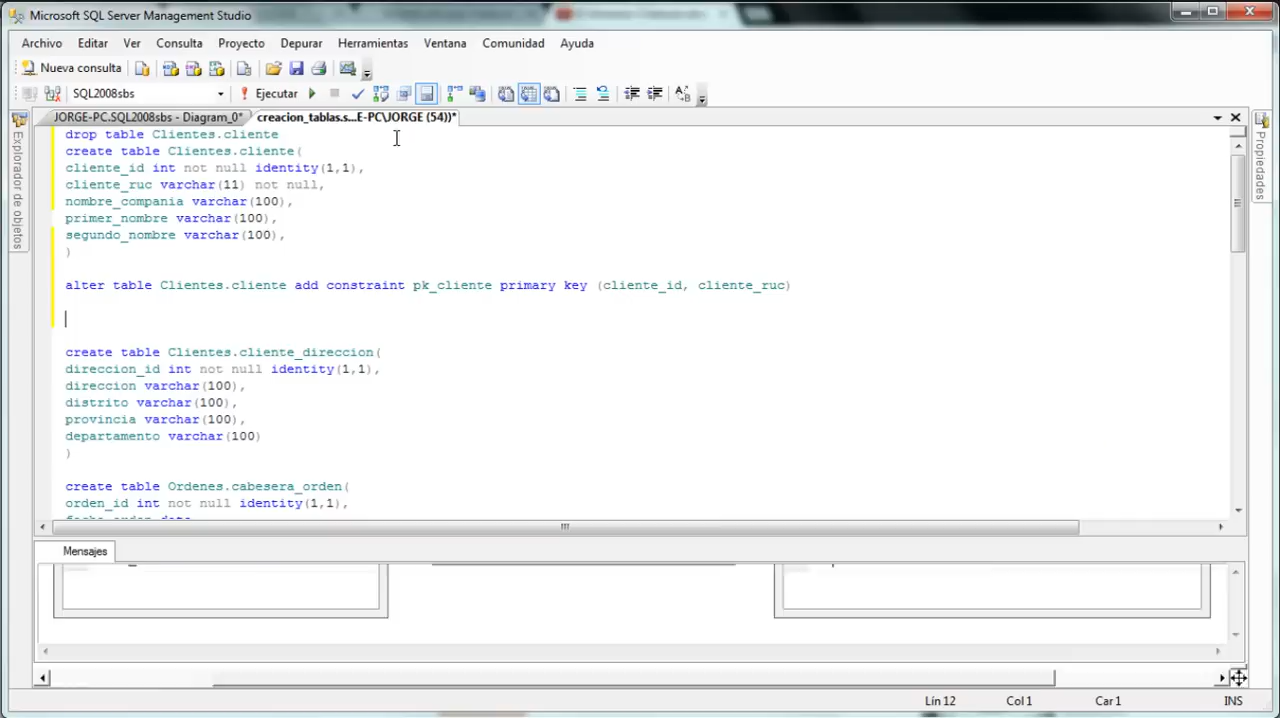 Microsoft SQL Server Management Studio
Archivo Editar Ver Consulta Proyecto Depurar Herramientas Ventana Comunidad Ayuda
Nueva consulta
SQL2008sbs Ejecutar
JORGE-PC.SQL2008sbs - Diagram_0* creacion_tablas.s...E-PC\JORGE (54))*
Explorador de objetos
Propiedades
drop table Clientes.cliente
create table Clientes.cliente(
cliente_id int not null identity(1,1),
cliente_ruc varchar(11) not null,
nombre_compania varchar(100),
primer_nombre varchar(100),
segundo_nombre varchar(100),
)
alter table Clientes.cliente add constraint pk_cliente primary key (cliente_id, cliente_ruc)
create table Clientes.cliente_direccion(
direccion_id int not null identity(1,1),
direccion varchar(100),
distrito varchar(100),
provincia varchar(100),
departamento varchar(100)
)
create table Ordenes.cabesera_orden(
orden_id int not null identity(1,1),
fecha_orden date
Mensajes
Lín 12 Col 1 Car 1 INS